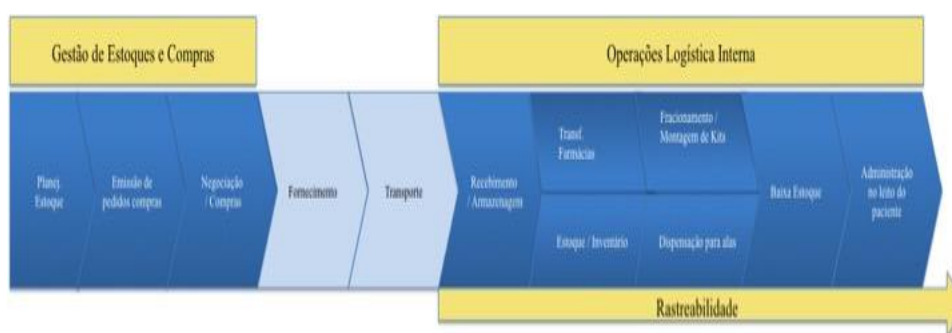 Gestão de Estoques e Compras
Operações Logística Interna
Planej.
Estoque
Emissão de
pedidos compras
Negociação
/ Compras
Fornecimento
Transporte
Recebimento
/ Armazenagem
Transf.
Farmácias
Fracionamento /
Montagem de Kits
Estoque / Inventário
Dispensação para alas
Baixa Estoque
Administração
no leito do
paciente
Rastreabilidade